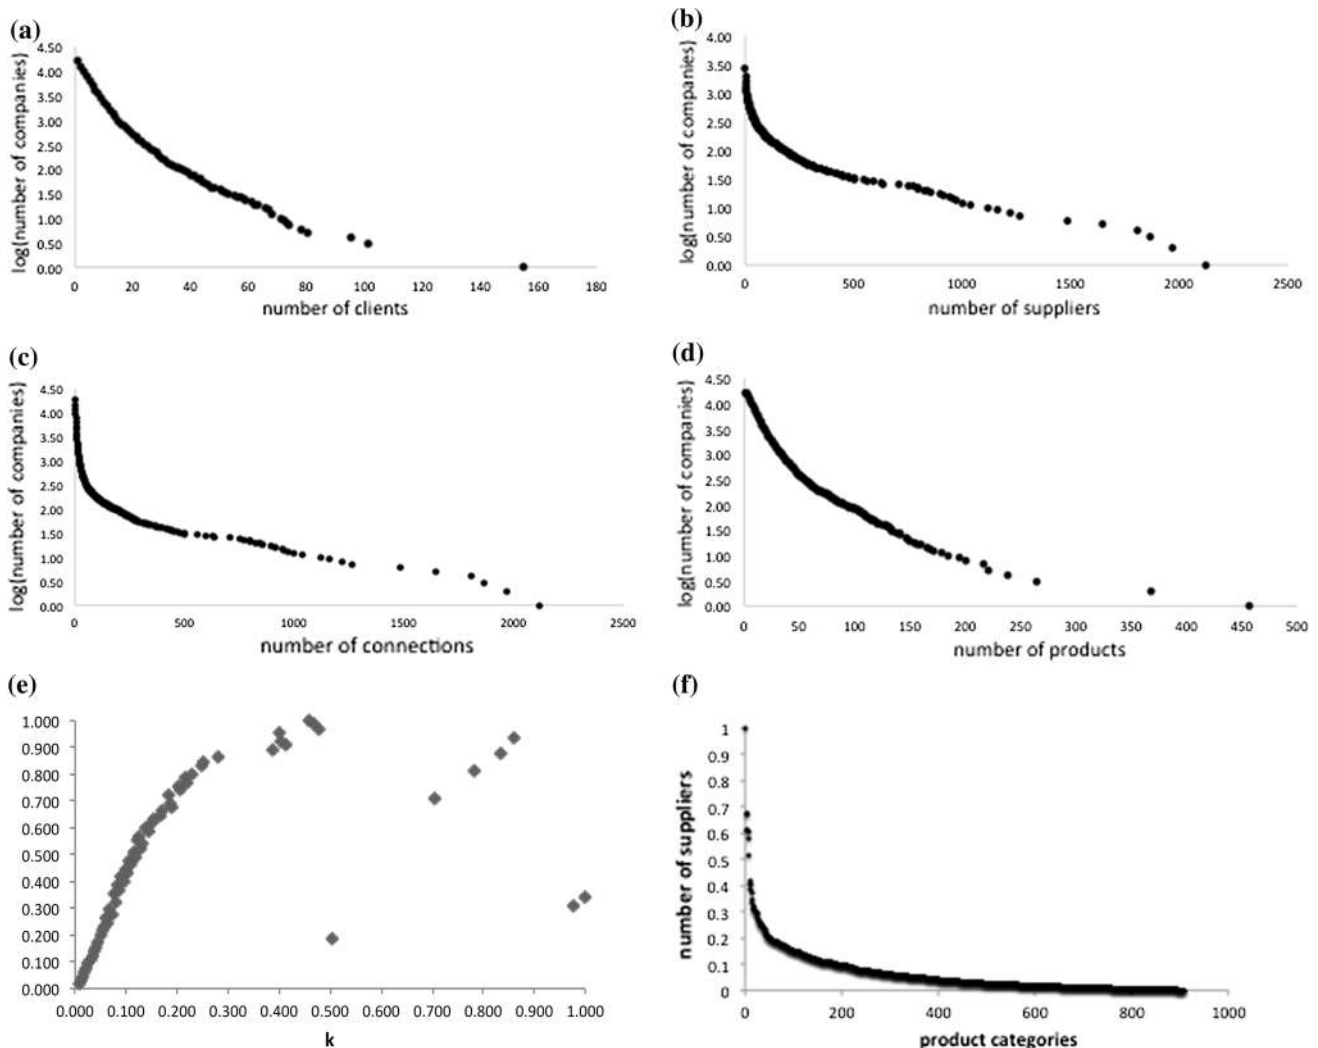 (a)
log(number of companies)
4.50
4.00
3.50
3.00
2.50
2.00
1.50
1.00
0.50
0.00
0 20 40 60 80 100 120 140 160 180
number of clients
(b)
log(number of companies)
4.00
3.50
3.00
2.50
2.00
1.50
1.00
0.50
0.00
0 500 1000 1500 2000 2500
number of suppliers
(c)
log(number of companies)
4.50
4.00
3.50
3.00
2.50
2.00
1.50
1.00
0.50
0.00
0 500 1000 1500 2000 2500
number of connections
(d)
log(number of companies)
4.50
4.00
3.50
3.00
2.50
2.00
1.50
1.00
0.50
0.00
0 50 100 150 200 250 300 350 400 450 500
number of products
(e)
1.000
0.900
0.800
0.700
0.600
0.500
0.400
0.300
0.200
0.100
0.000
0.000 0.100 0.200 0.300 0.400 0.500 0.600 0.700 0.800 0.900 1.000
k
(f)
number of suppliers
1
0.9
0.8
0.7
0.6
0.5
0.4
0.3
0.2
0.1
0
0 200 400 600 800 1000
product categories